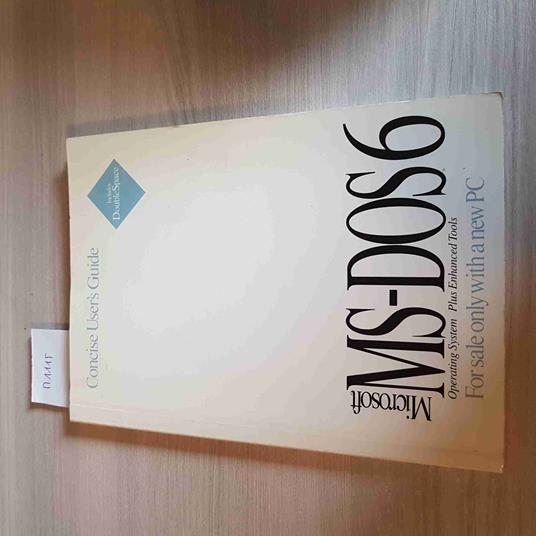 Concise User's Guide
Includes
DoubleSpace
Microsoft
MS-DOS 6
Operating System Plus Enhanced Tools
For sale only with a new PC